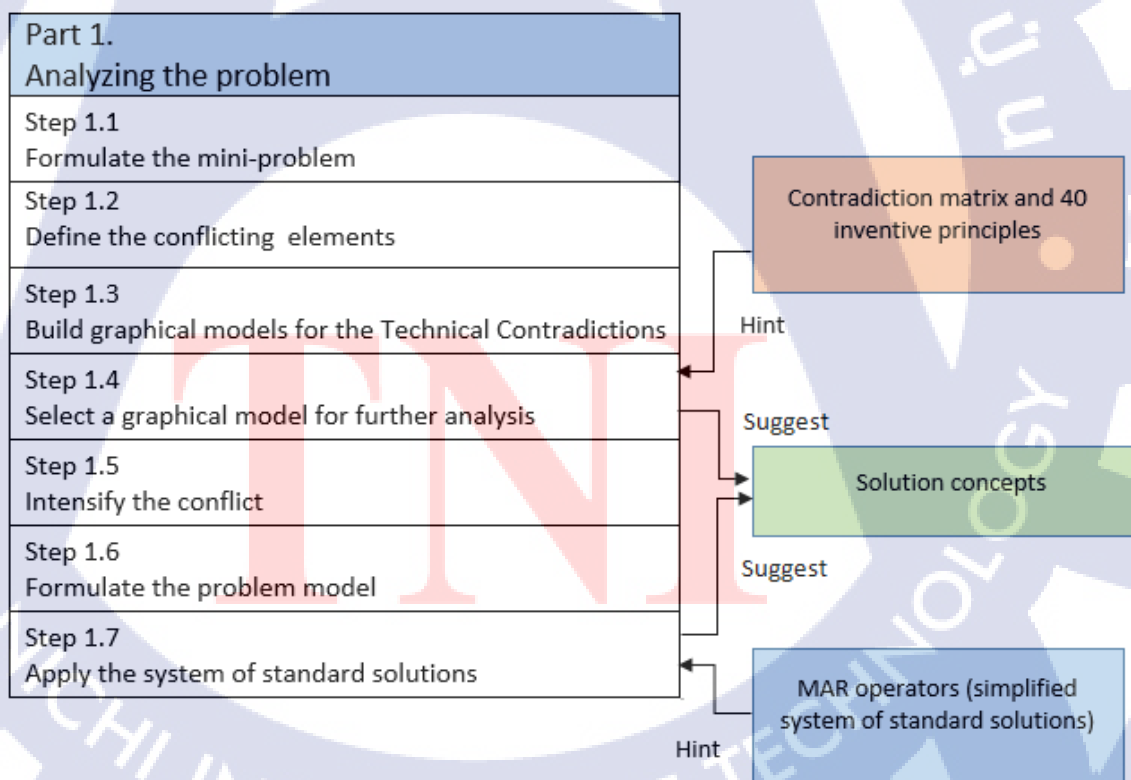 Part 1.
Analyzing the problem
Step 1.1
Formulate the mini-problem
Step 1.2
Define the conflicting  elements
Step 1.3
Build graphical models for the Technical Contradictions
Step 1.4
Select a graphical model for further analysis
Step 1.5
Intensify the conflict
Step 1.6
Formulate the problem model
Step 1.7
Apply the system of standard solutions
Contradiction matrix and 40
inventive principles
Hint
Suggest
Solution concepts
Suggest
MAR operators (simplified
system of standard solutions)
Hint
TNI
TECHNOLOGY